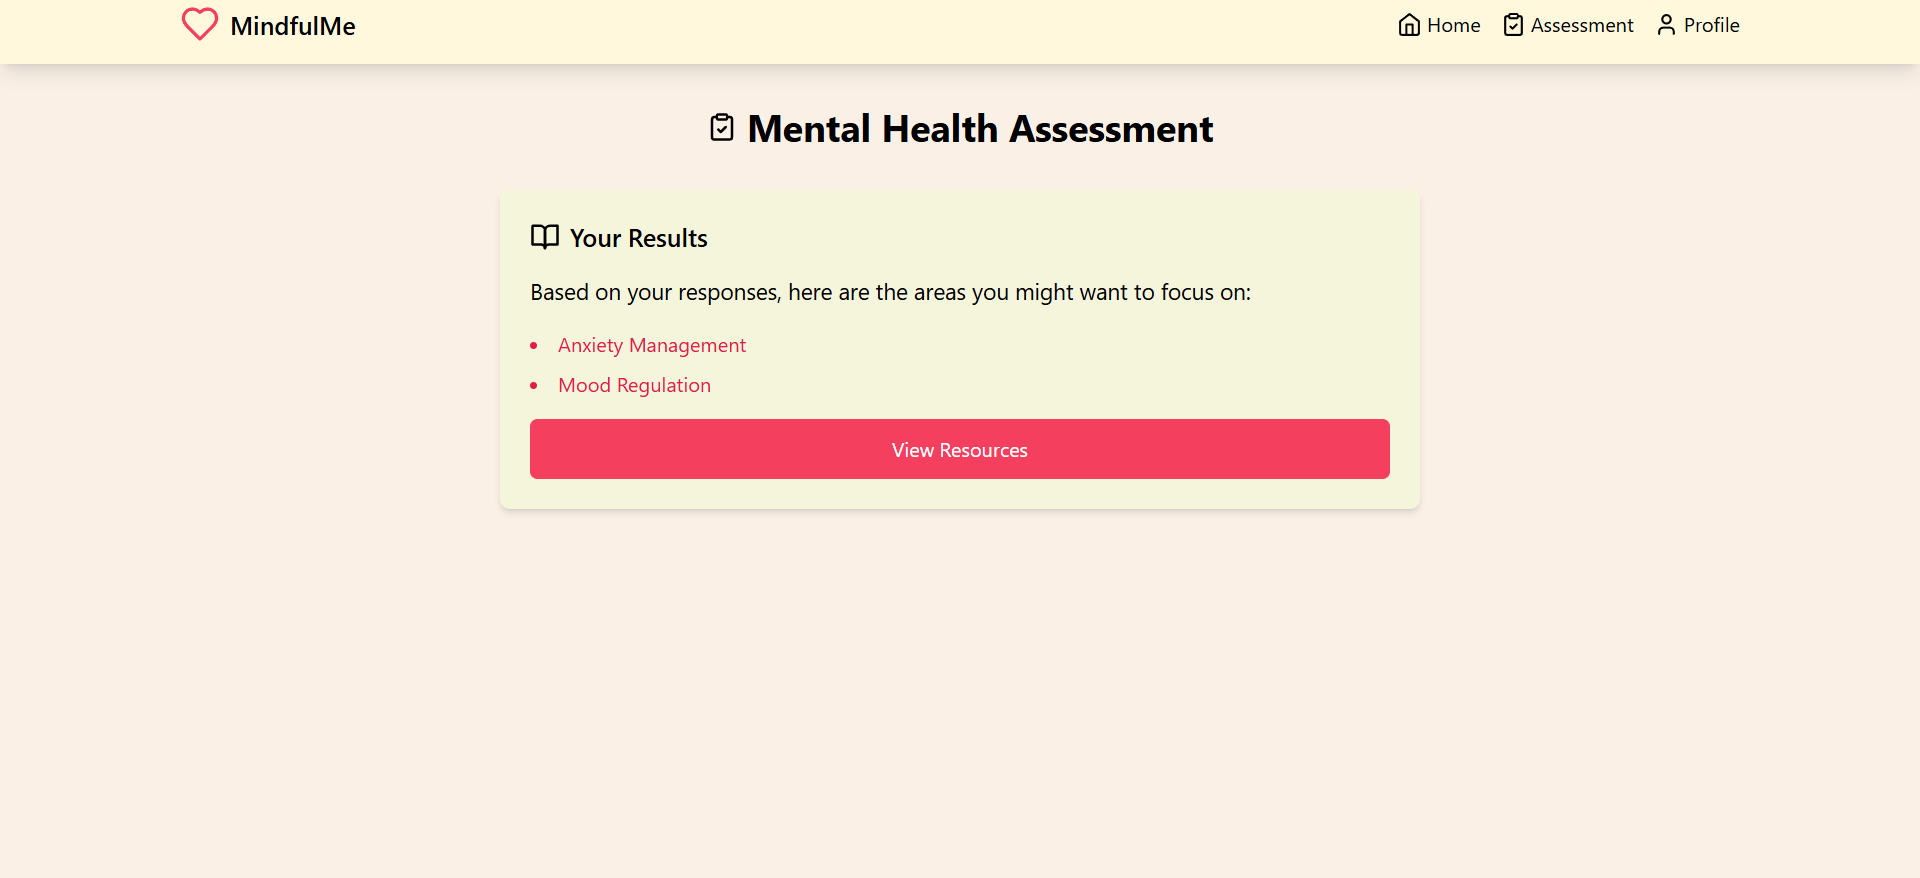 MindfulMe
Home Assessment Profile
Mental Health Assessment
Your Results
Based on your responses, here are the areas you might want to focus on:
• Anxiety Management
• Mood Regulation
View Resources